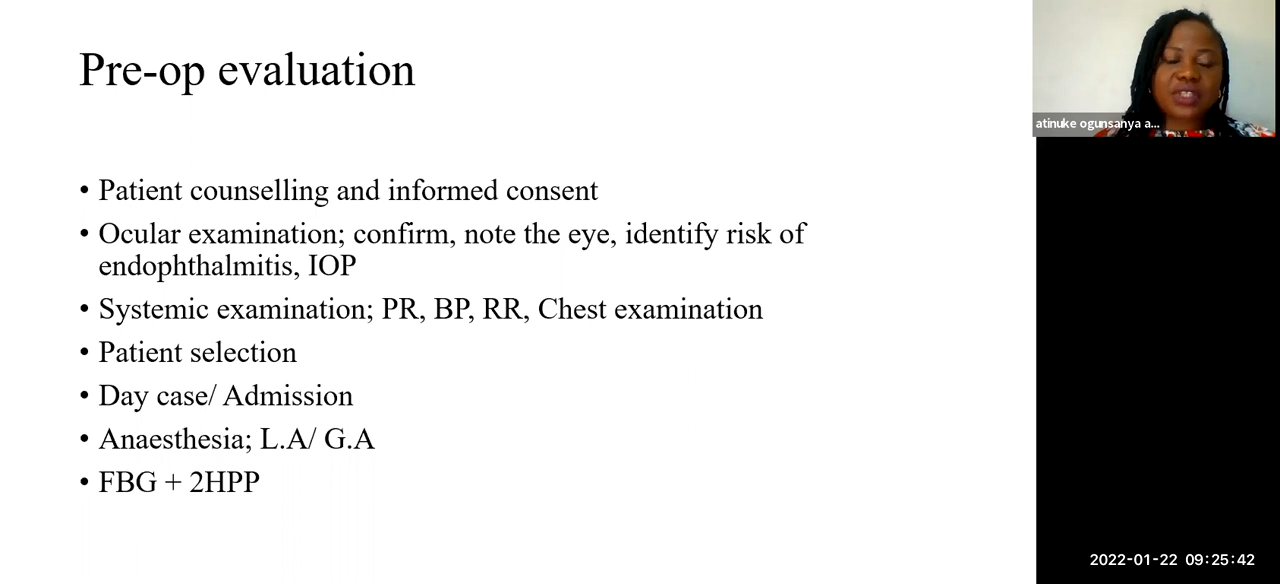 Pre-op evaluation
• Patient counselling and informed consent
• Ocular examination; confirm, note the eye, identify risk of
endophthalmitis, IOP
• Systemic examination; PR, BP, RR, Chest examination
• Patient selection
• Day case/ Admission
• Anaesthesia; L.A/ G.A
• FBG + 2HPP
atinuke ogunsanya a...
2022-01-22 09:25:42